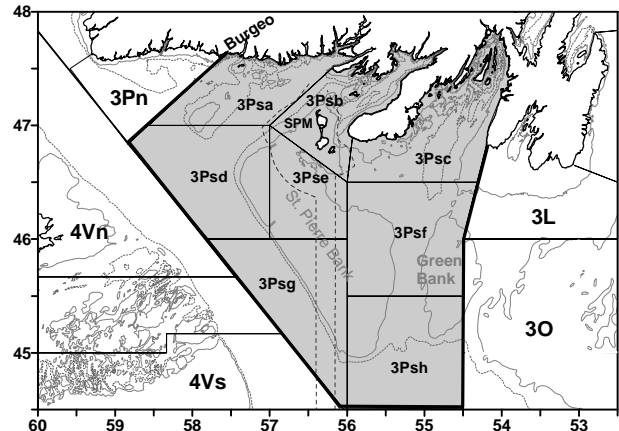 48
47
46
45
Burgeo
3Pn
3Psa
3Psb
SPM
3Psc
3Psd
3Pse
3Psf
3Psg
3Psh
St. Pierre Bank
Green
Bank
4Vn
4Vs
3L
3O
60 59 58 57 56 55 54 53